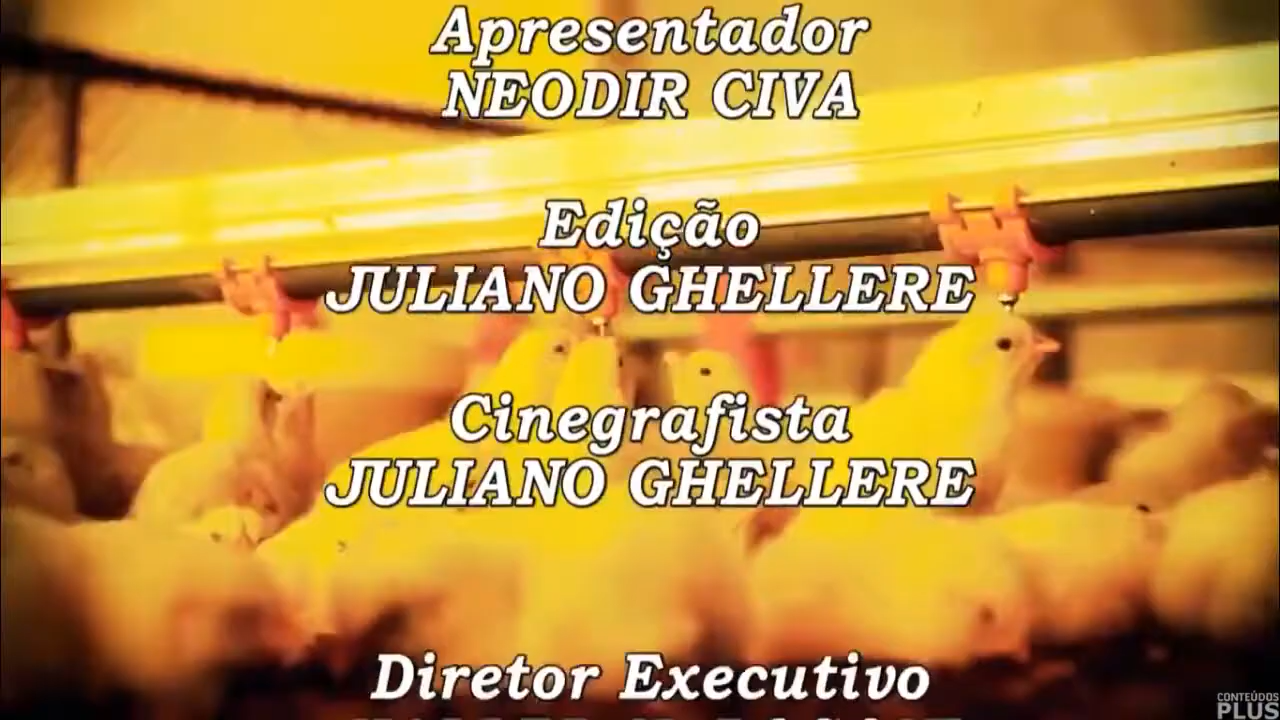 Apresentador
NEODIR CIVA
Edição
JULIANO GHELLERE
Cinegrafista
JULIANO GHELLERE
Diretor Executivo
CONTEÚDOS
PLUS